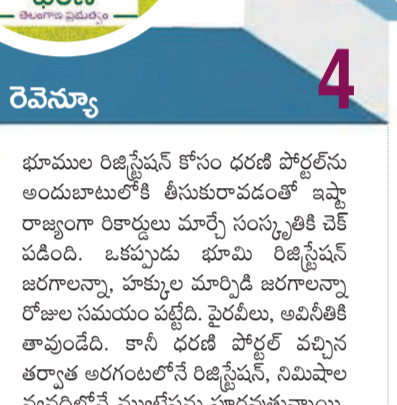 తెలంగాణ ప్రభుత్వం
రెవెన్యూ
4
భూముల రిజిస్ట్రేషన్ కోసం ధరణి పోర్టల్‌ను
అందుబాటులోకి తీసుకురావడంతో ఇష్టా
రాజ్యంగా రికార్డులు మార్చే సంస్కృతికి చెక్
పడింది. ఒకప్పుడు భూమి రిజిస్ట్రేషన్
జరగాలన్నా, హక్కుల మార్పిడి జరగాలన్నా
రోజుల సమయం పట్టేది. పైరవీలు, అవినీతికి
తావుండేది. కానీ ధరణి పోర్టల్ వచ్చిన
తర్వాత అరగంటలోనే రిజిస్ట్రేషన్, నిమిషాల